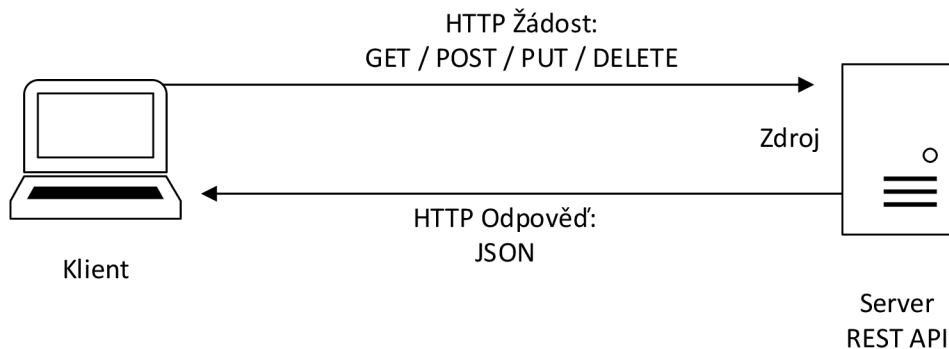 HTTP Žádost:
GET / POST / PUT / DELETE
Zdroj
HTTP Odpověď:
JSON
Klient
Server
REST API